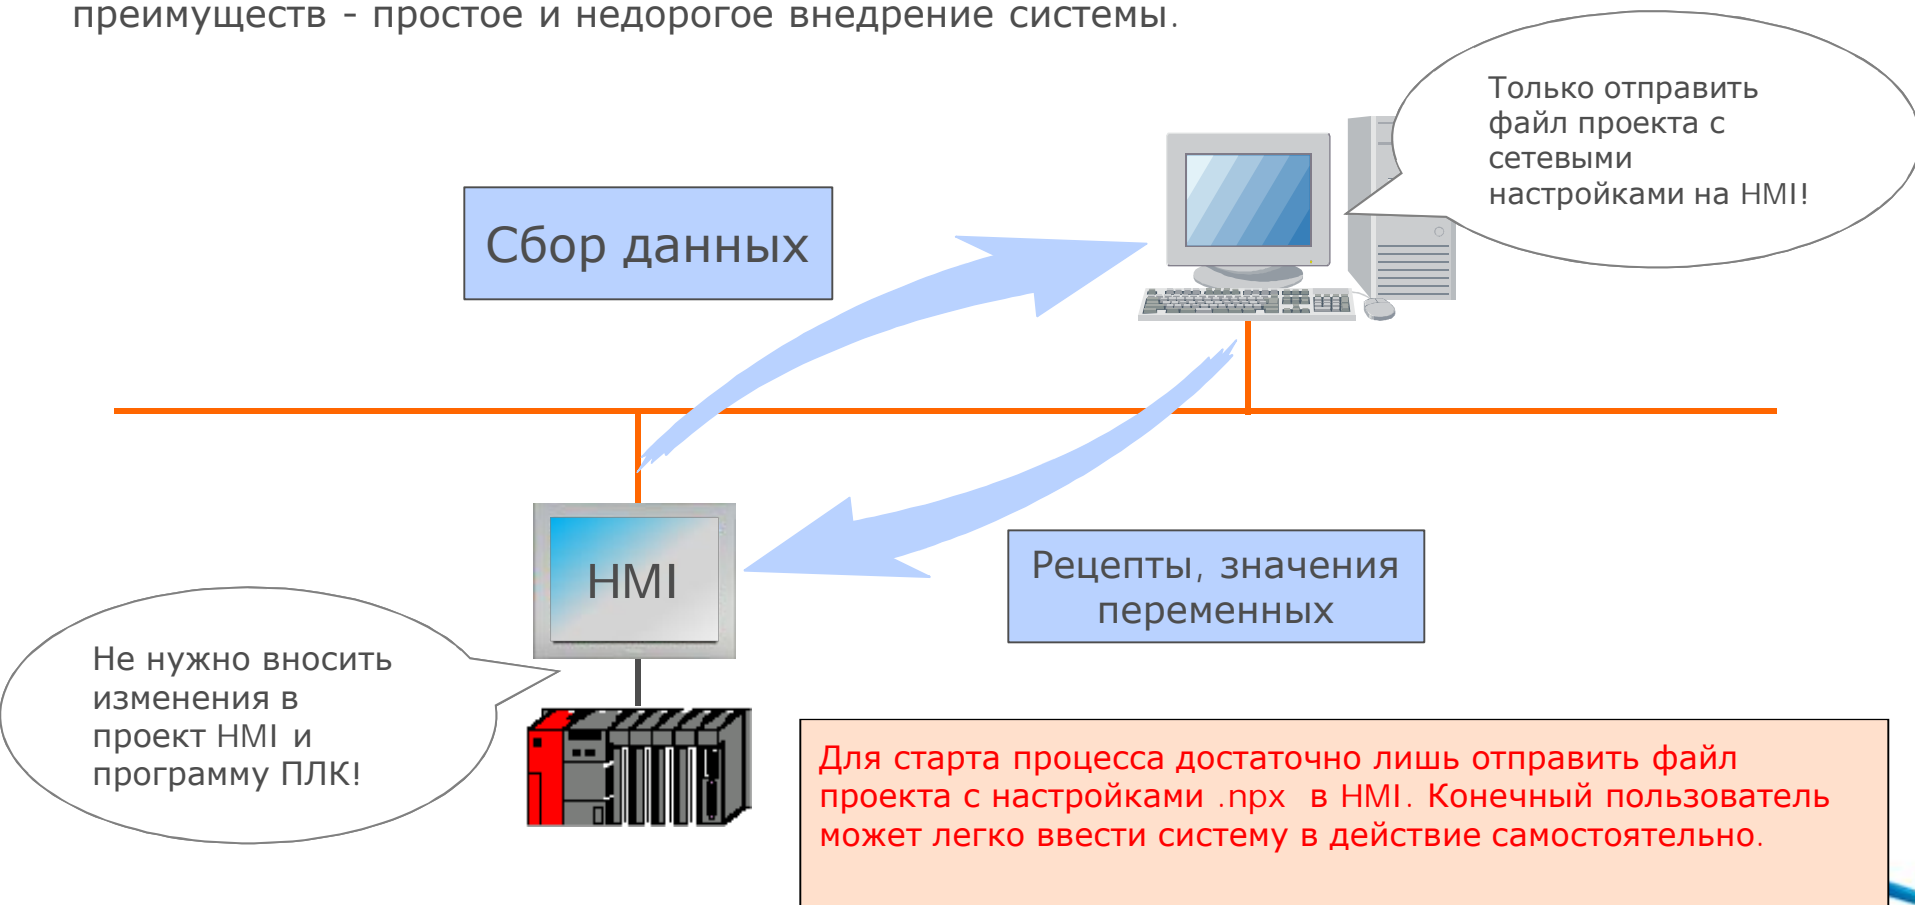 преимуществ - простое и недорогое внедрение системы.
Только отправить
файл проекта с
сетевыми
настройками на HMI!
Сбор данных
HMI
Рецепты, значения
переменных
Не нужно вносить
изменения в
проект HMI и
программу ПЛК!
Для старта процесса достаточно лишь отправить файл
проекта с настройками .npx в HMI. Конечный пользователь
может легко ввести систему в действие самостоятельно.